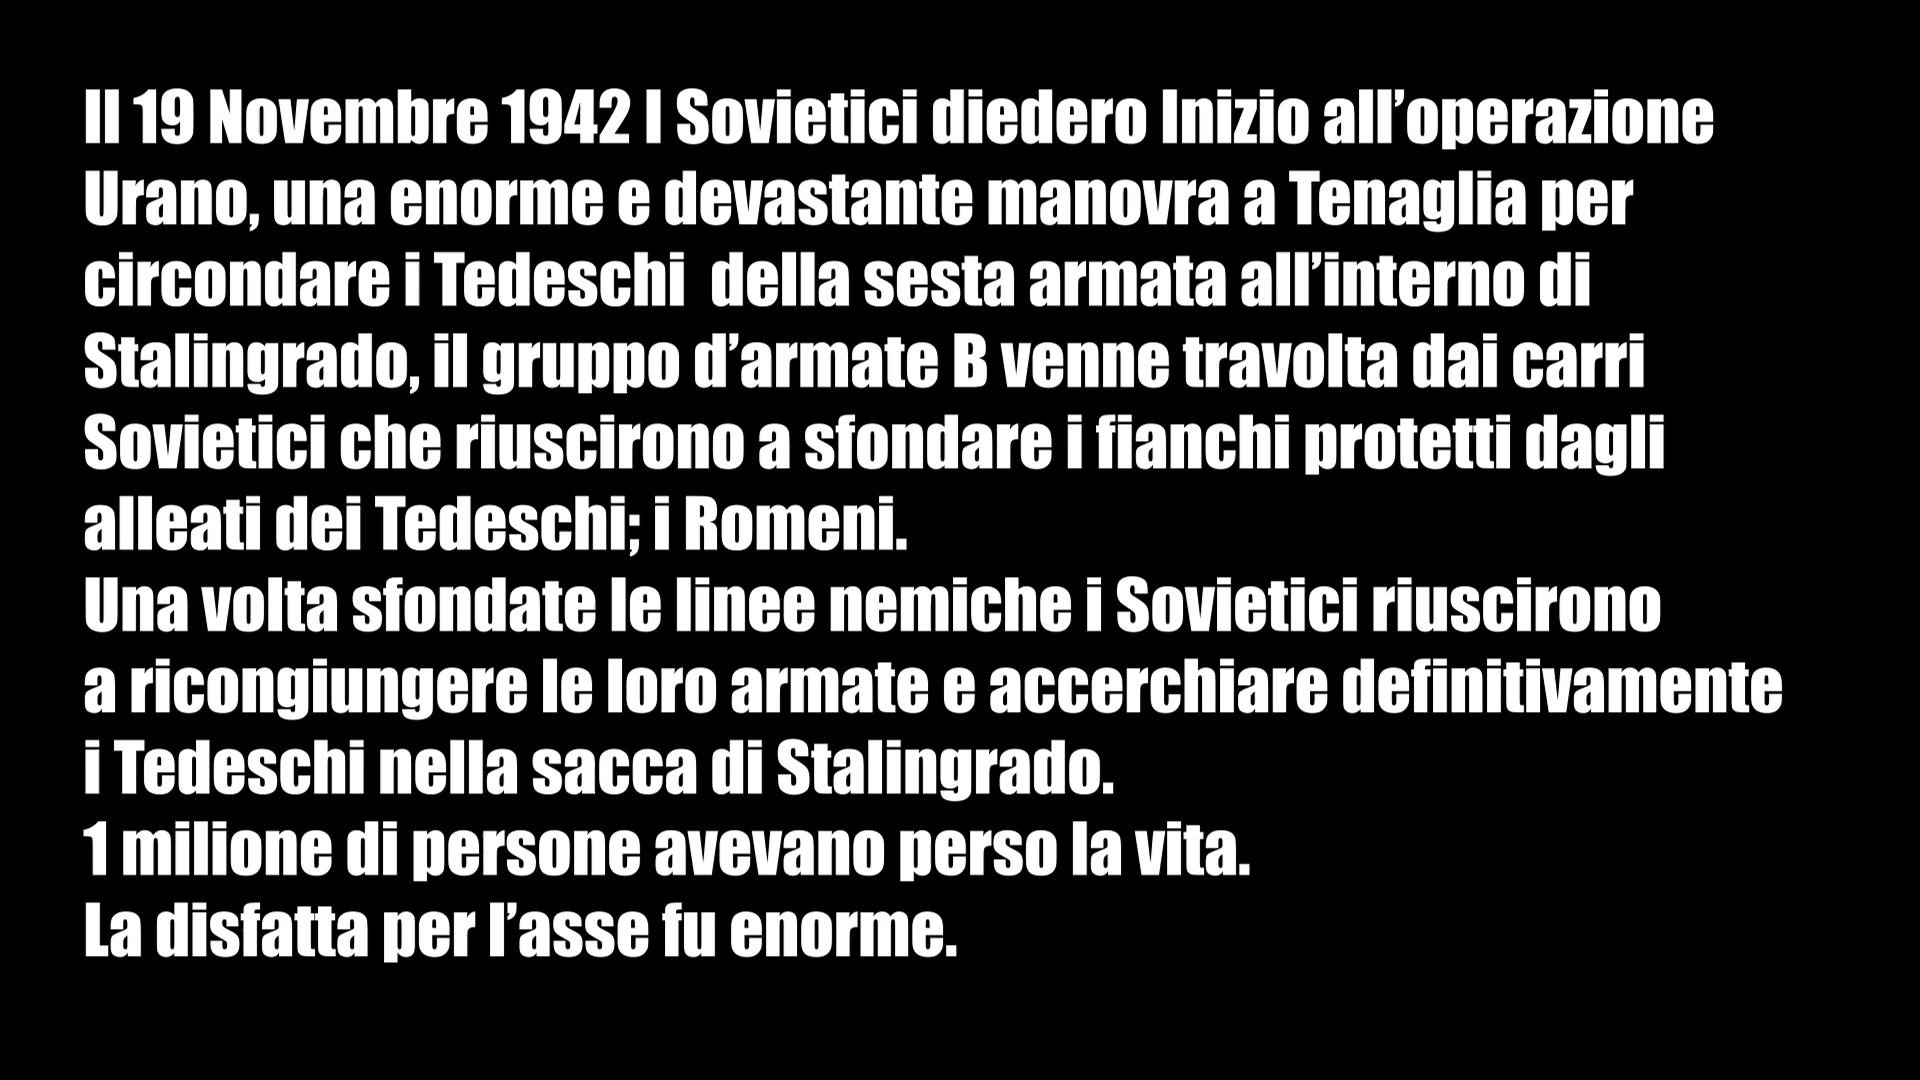 Il 19 Novembre 1942 I Sovietici diedero Inizio all’operazione
Urano, una enorme e devastante manovra a Tenaglia per
circondare i Tedeschi  della sesta armata all’interno di
Stalingrado, il gruppo d’armate B venne travolta dai carri
Sovietici che riuscirono a sfondare i fianchi protetti dagli
alleati dei Tedeschi; i Romeni.
Una volta sfondate le linee nemiche i Sovietici riuscirono
a ricongiungere le loro armate e accerchiare definitivamente
i Tedeschi nella sacca di Stalingrado.
1 milione di persone avevano perso la vita.
La disfatta per l’asse fu enorme.